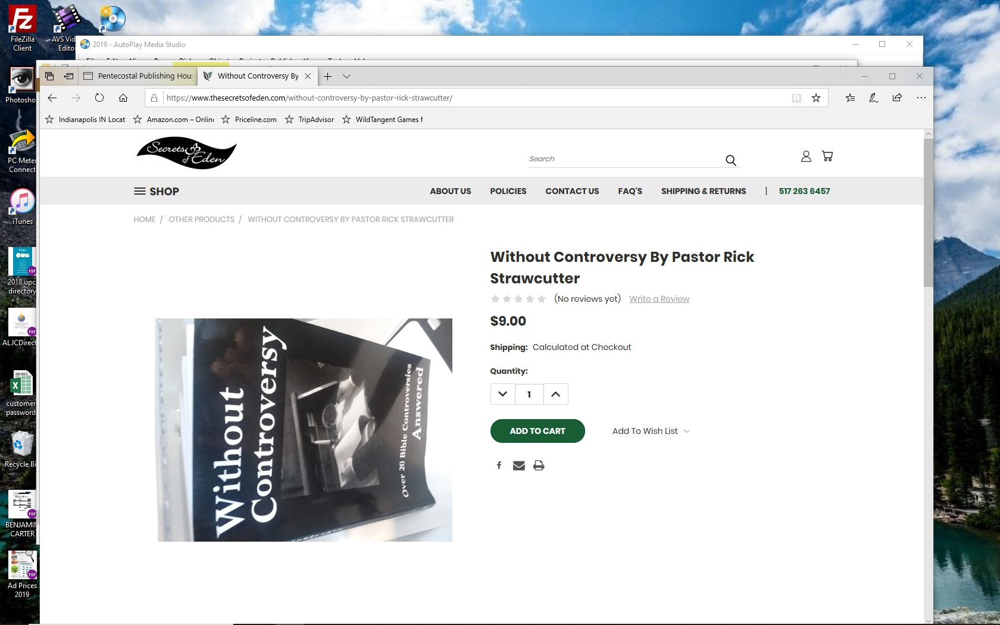 FileZilla
Client
AVS Vid
Edito
2019 - AutoPlay Media Studio
Pentecostal Publishing Hou
Without Controversy By
Photosho
https://www.thesecretsofeden.com/without-controversy-by-pastor-rick-strawcutter/
Indianapolis IN Locat
Amazon.com – Onlin
Priceline.com
TripAdvisor
WildTangent Games f
Secrets
of Eden
Search
PC Meter
Connect
SHOP
ABOUT US
POLICIES
CONTACT US
FAQ'S
SHIPPING & RETURNS
|
517 263 6457
iTunes
HOME / OTHER PRODUCTS / WITHOUT CONTROVERSY BY PASTOR RICK STRAWCUTTER
Without Controversy By Pastor Rick
Strawcutter
(No reviews yet) Write a Review
$9.00
Shipping: Calculated at Checkout
Quantity:
1
ADD TO CART
Add To Wish List
Without
Controversy
Over 20 Bible Controversies
Answered
2018 upc
directory
PDF
ALJCDirect
PDF
customer
password
Recycle Bi
BENJAMIN
CARTER
PDF
Ad Prices
2019
PDF